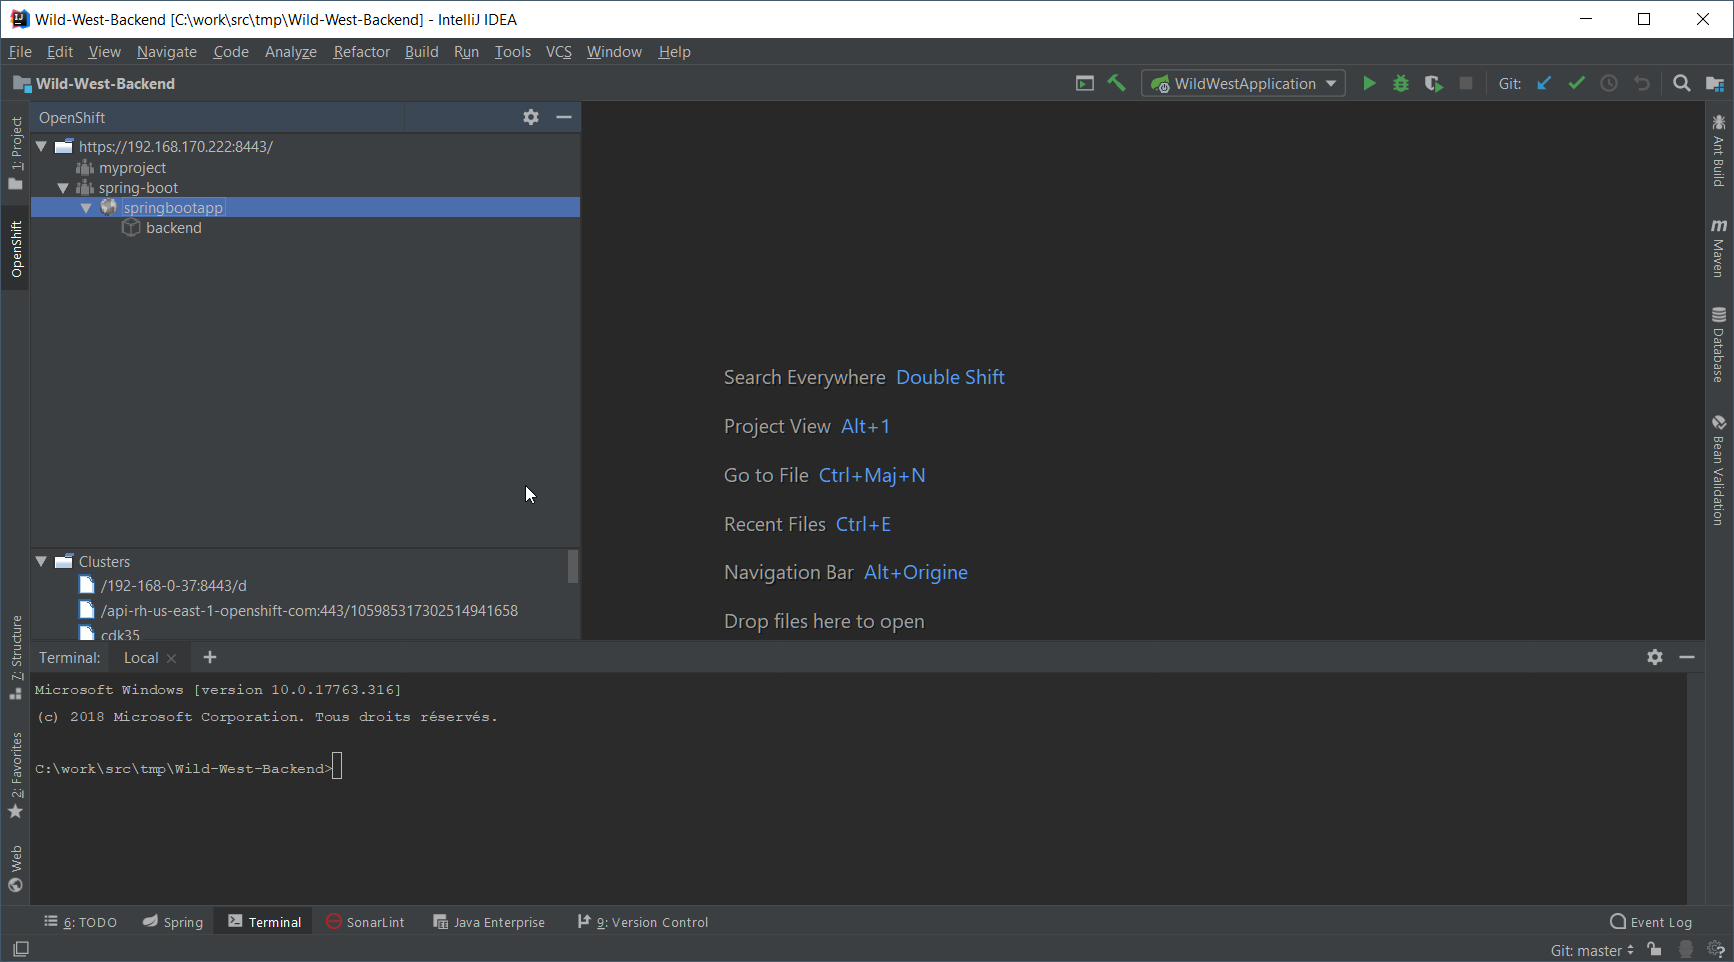 Wild-West-Backend [C:\work\src\tmp\Wild-West-Backend] - IntelliJ IDEA
File Edit View Navigate Code Analyze Refactor Build Run Tools VCS Window Help
Wild-West-Backend
WildWestApplication
Git:
1: Project
OpenShift
7: Structure
2: Favorites
Web
OpenShift
https://192.168.170.222:8443/
myproject
spring-boot
springbootapp
backend
Clusters
/192-168-0-37:8443/d
/api-rh-us-east-1-openshift-com:443/105985317302514941658
cdk35
Search Everywhere Double Shift
Project View Alt+1
Go to File Ctrl+Maj+N
Recent Files Ctrl+E
Navigation Bar Alt+Origine
Drop files here to open
Ant Build
m
Maven
Database
Bean Validation
Terminal: Local
Microsoft Windows [version 10.0.17763.316]
(c) 2018 Microsoft Corporation. Tous droits réservés.
C:\work\src\tmp\Wild-West-Backend>
6: TODO Spring Terminal SonarLint Java Enterprise 9: Version Control Event Log
Git: master